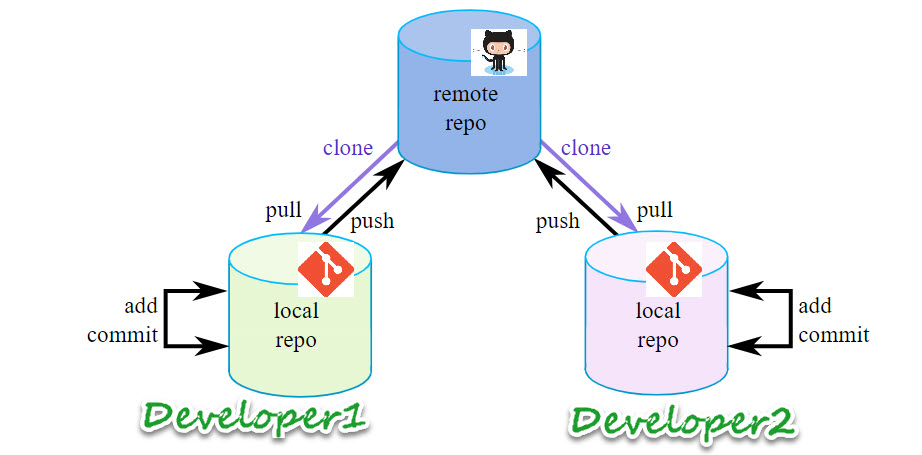 remote
repo
clone
clone
pull
push
push
pull
local
repo
local
repo
add
commit
add
commit
Developer1
Developer2